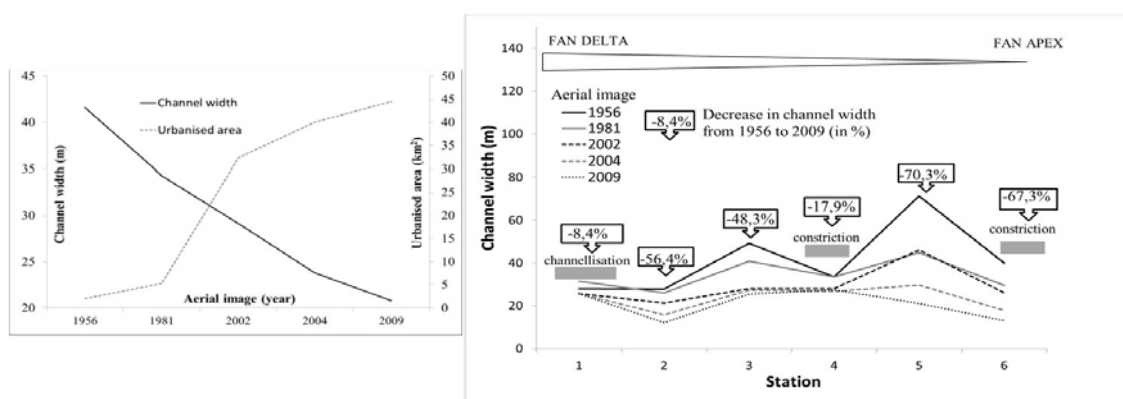 45
40
35
30
25
20
Channel width (m)
Channel width
Urbanised area
50
45
40
35
30
25
20
15
10
5
0
Urbanised area (km²)
Aerial image (year)
1956 1981 2002 2004 2009
FAN DELTA FAN APEX
140
120
100
80
60
40
20
0
Channel width (m)
Aerial image
1956
1981
2002
2004
2009
-8,4%
Decrease in channel width
from 1956 to 2009 (in %)
-8,4%
channellisation
-56,4%
-48,3%
-17,9%
constriction
-70,3%
-67,3%
constriction
1 2 3 4 5 6
Station